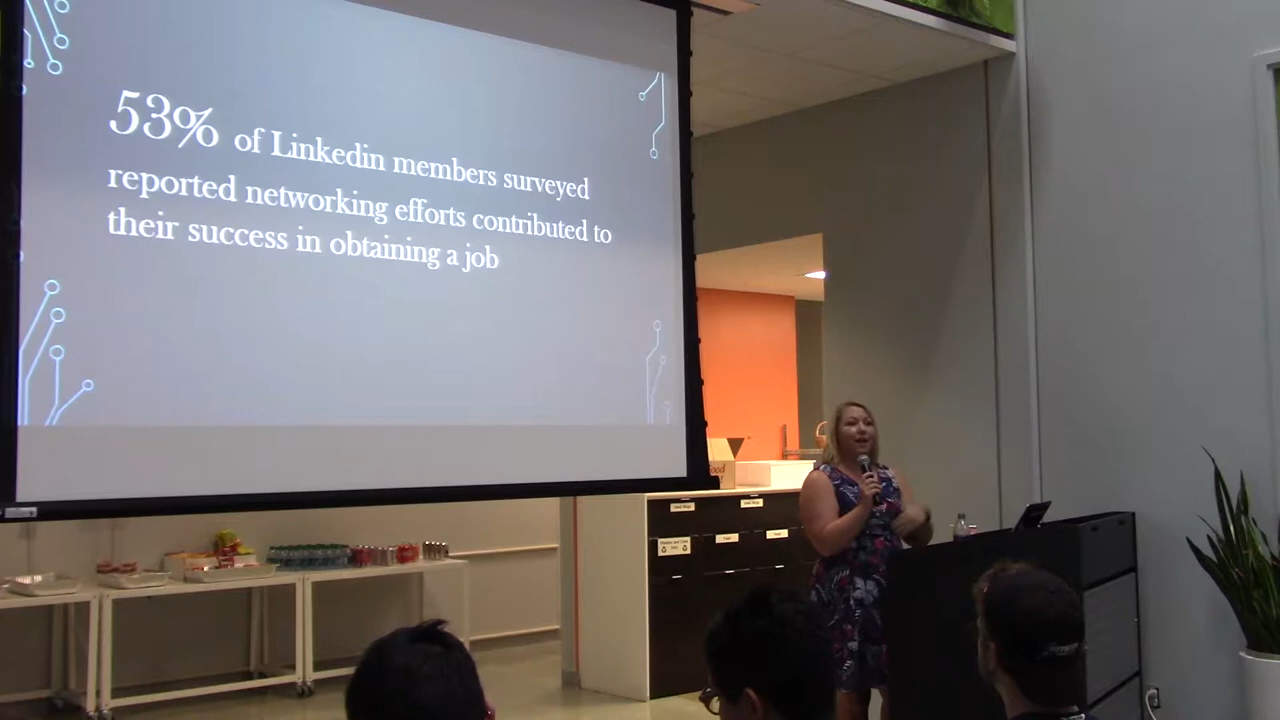 53% of Linkedin members surveyed
reported networking efforts contributed to
their success in obtaining a job